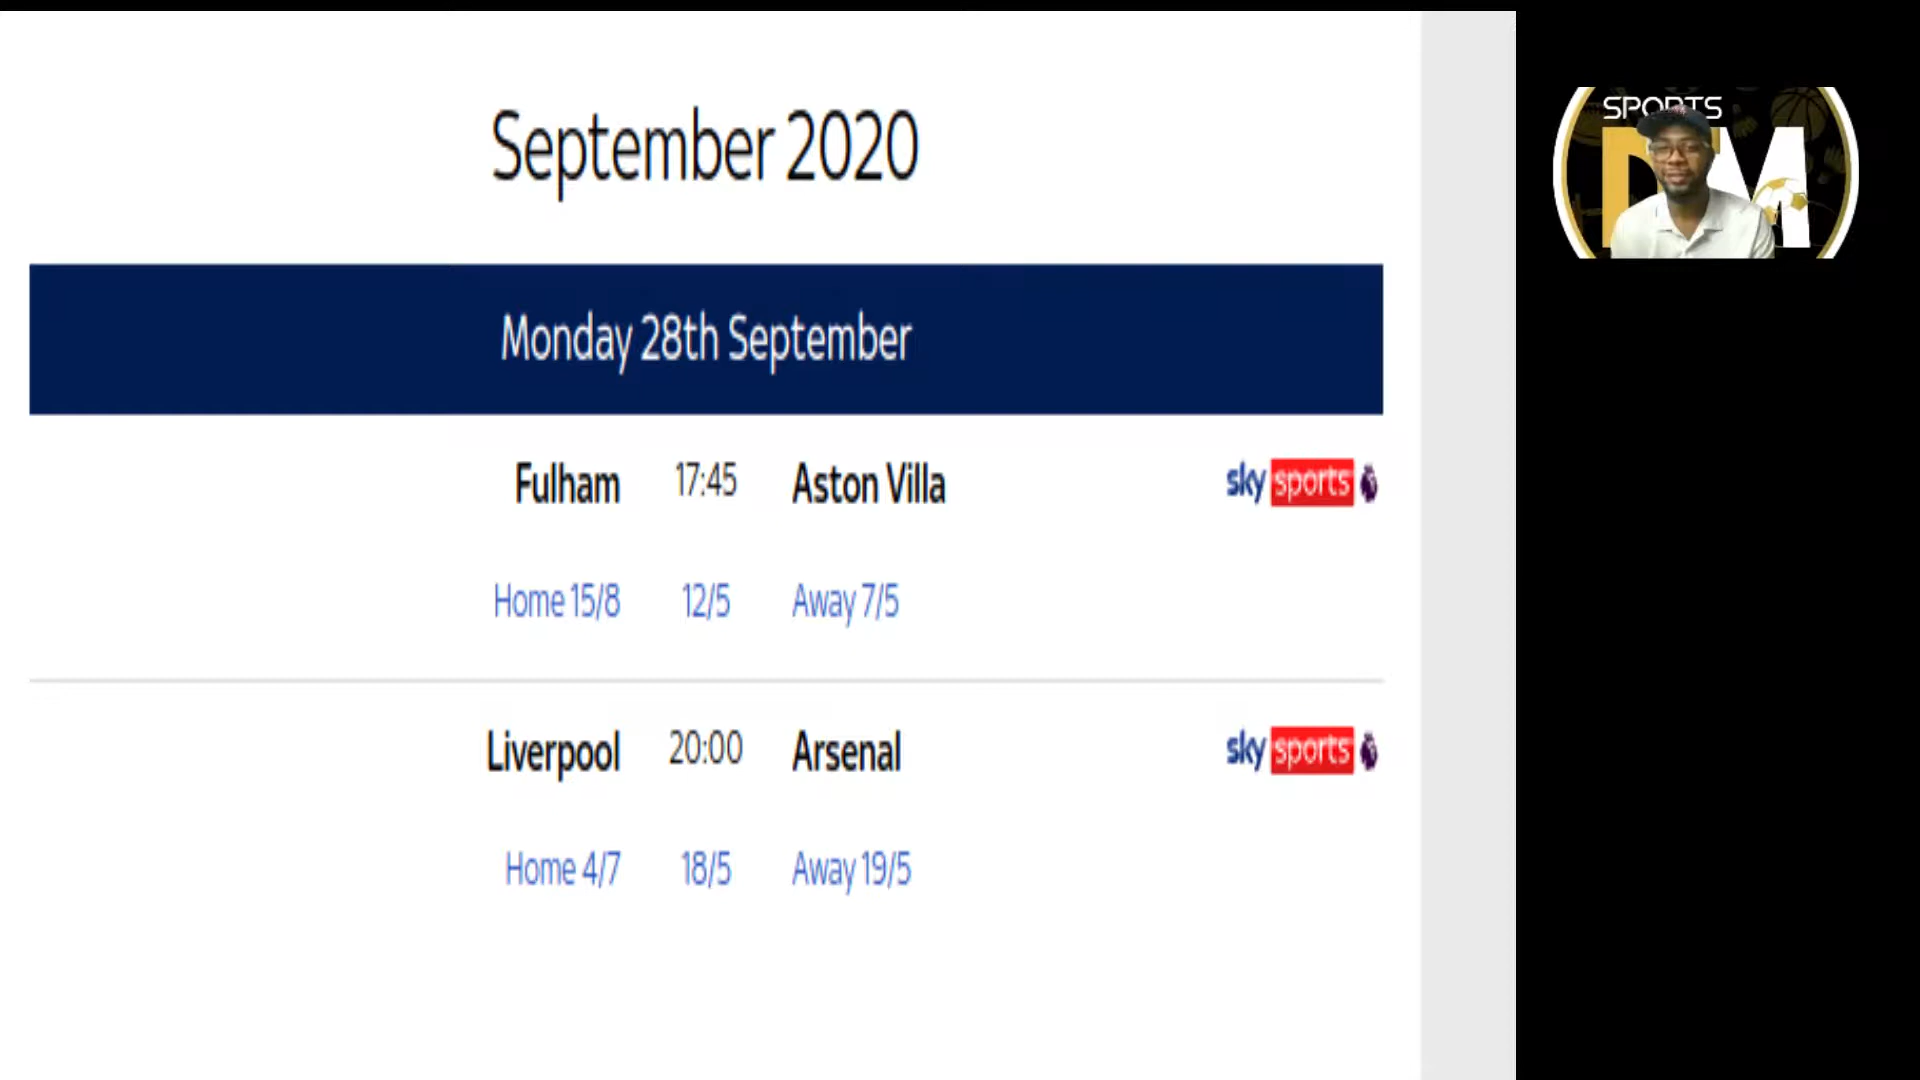 September 2020
Monday 28th September
Fulham 17:45 Aston Villa sky sports
Home 15/8 12/5 Away 7/5
Liverpool 20:00 Arsenal sky sports
Home 4/7 18/5 Away 19/5
SPORTS